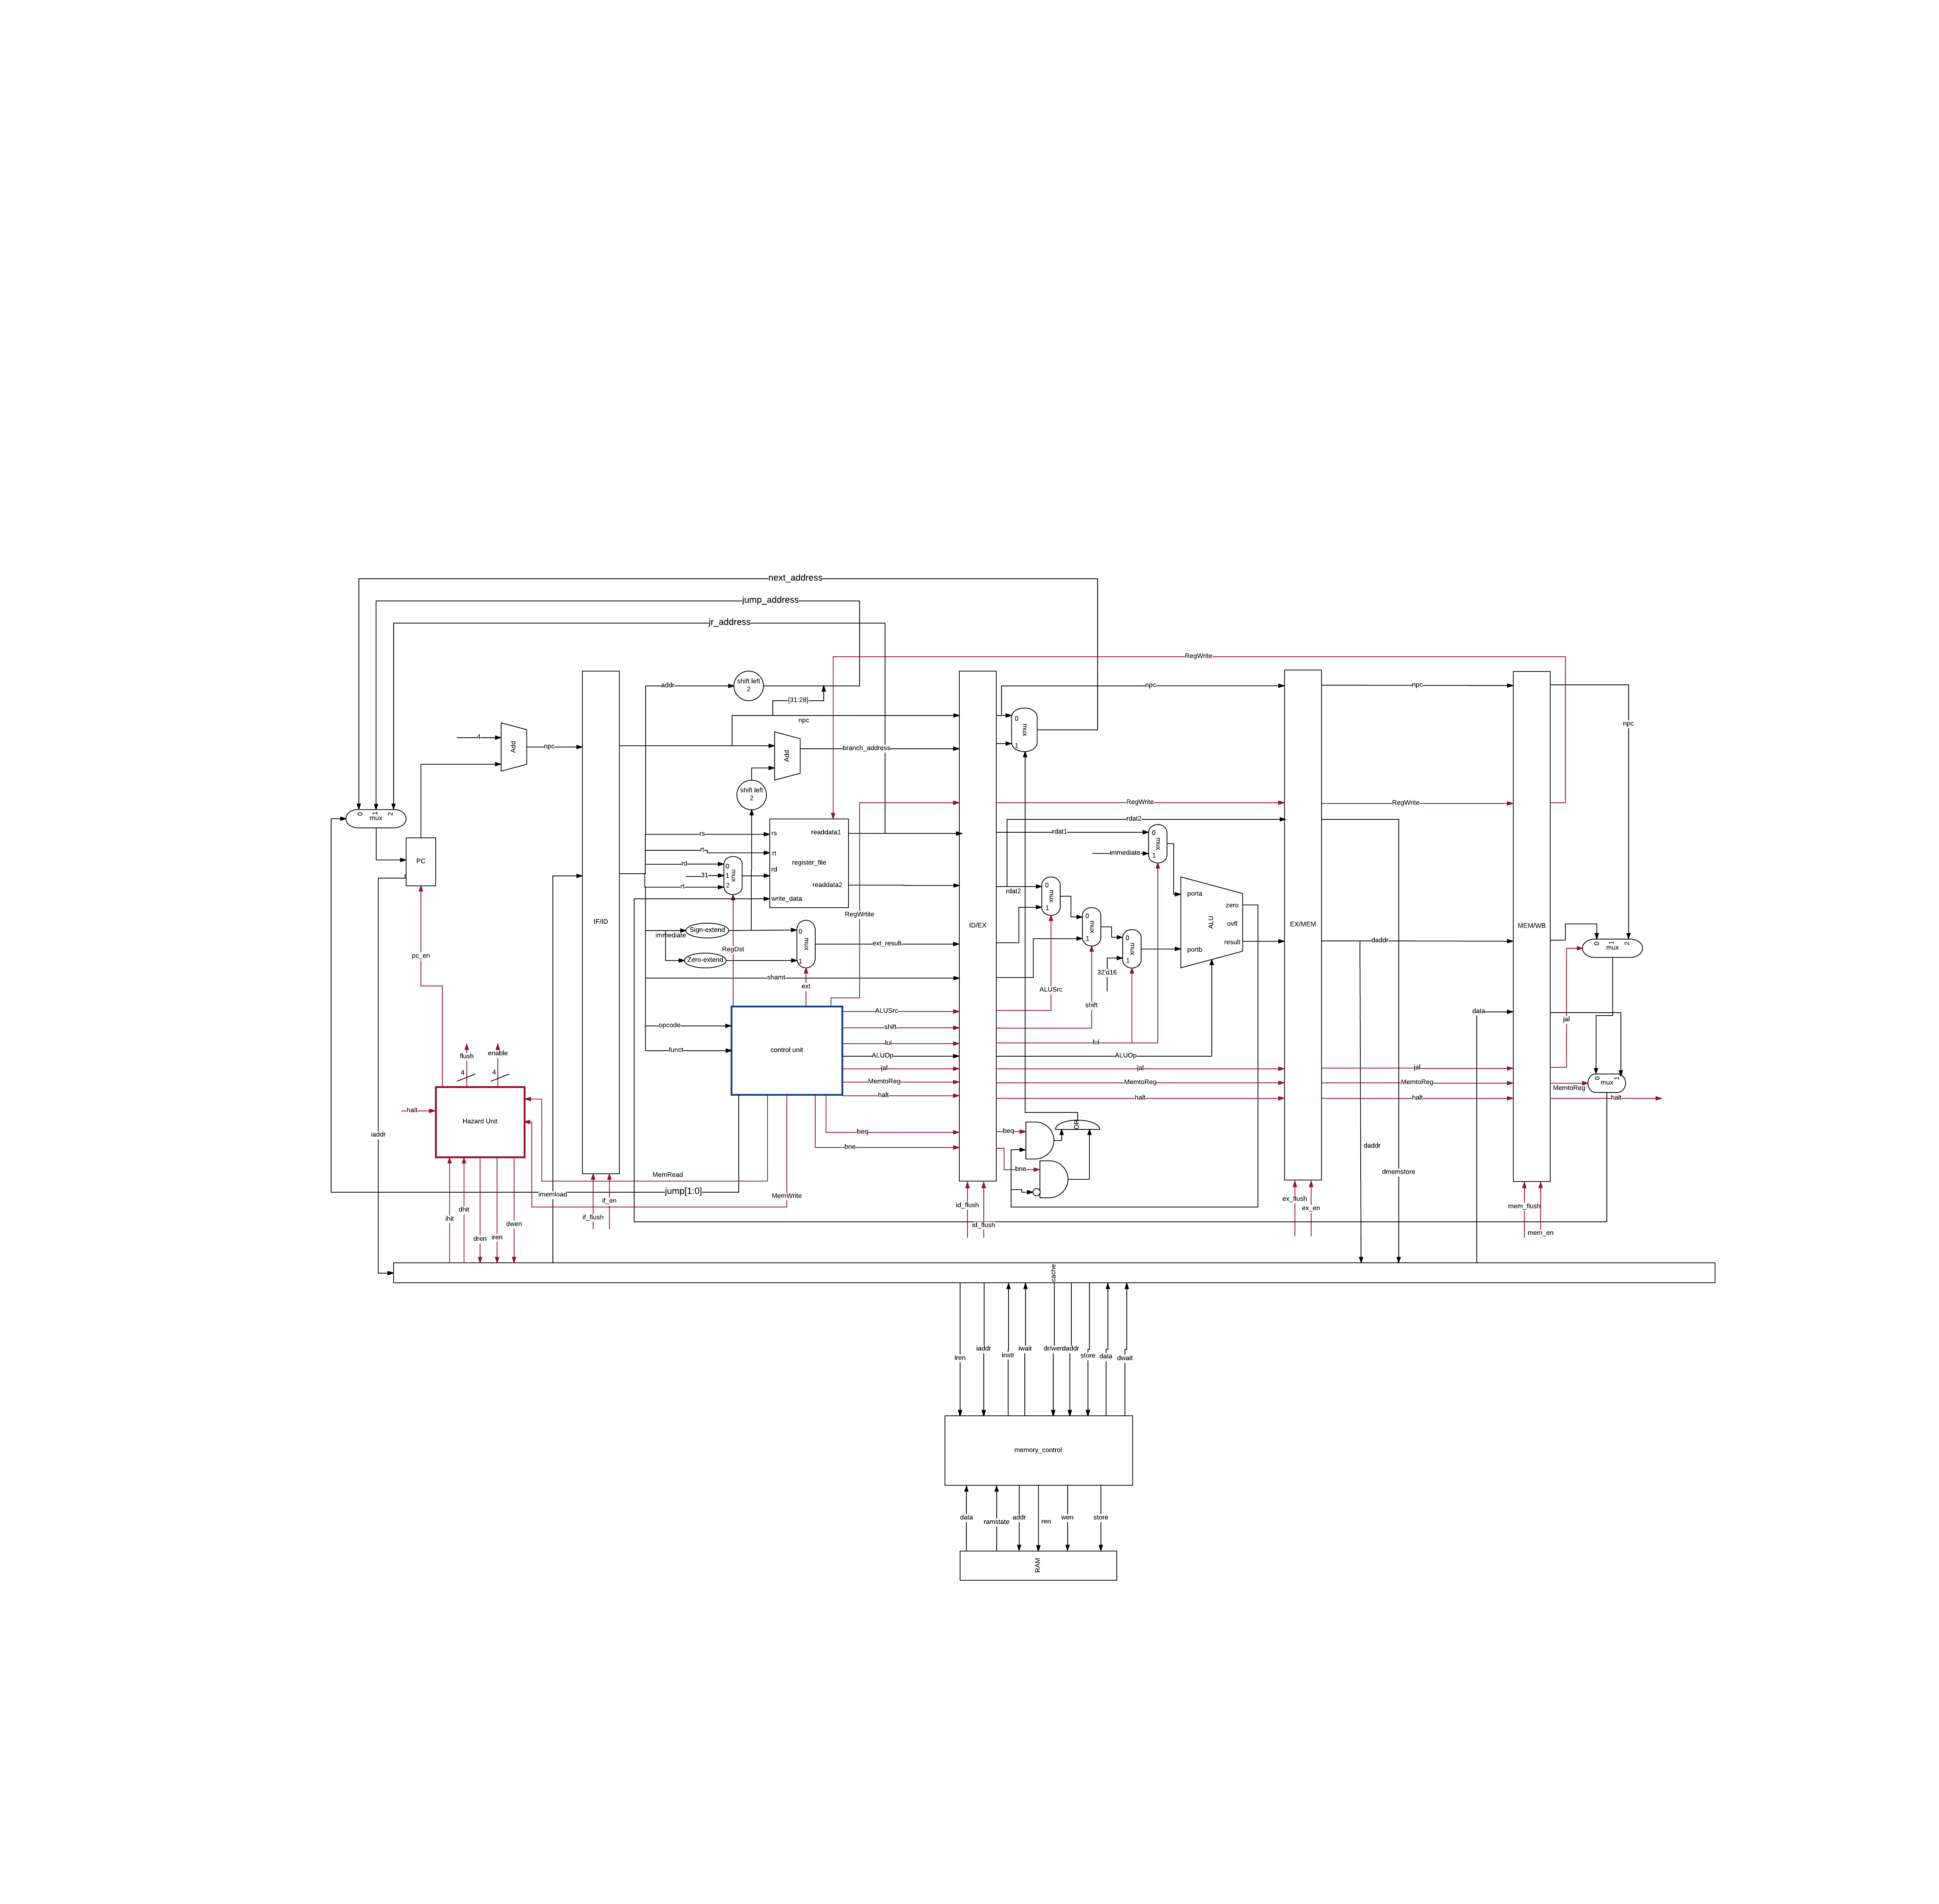 next_address
jump_address
jr_address
RegWrite
addr
shift left
2
[31:28]
npc
npc
npc
npc
0
mux
1
4
Add
npc
Add
branch_address
shift left
2
0
1
2
mux
RegWrite
RegWrite
rs
rt
rd
31
rt
0
1
2
mux
rs
rt
rd
write_data
readdata1
register_file
readdata2
rdat2
rdat1
immediate
0
1
mux
PC
rdat2
0
1
mux
0
1
mux
0
1
mux
32'd16
porta
portb
ALU
zero
ovfl
result
IF/ID
ID/EX
EX/MEM
MEM/WB
RegWrtite
immediate
Sign-extend
Zero-extend
RegDst
0
1
mux
ext_result
ext
shamt
daddr
0
1
2
mux
pc_en
ALUSrc
shift
data
jal
opcode
funct
control unit
ALUSrc
shift
lui
ALUOp
jal
MemtoReg
halt
lui
ALUOp
jal
MemtoReg
halt
jal
MemtoReg
halt
MemtoReg
0
1
mux
halt
flush
4
enable
4
halt
Hazard Unit
beq
bne
beq
bne
OR
iaddr
MemRead
jump[1:0]
MemWrite
imemload
if_flush
if_en
id_flush
id_flush
ex_flush
ex_en
mem_flush
mem_en
daddr
dmemstore
ihit
dhit
dren
iren
dwen
cache
iren
iaddr
instr
iwait
dr/wen
daddr
store
data
dwait
memory_control
data
ramstate
addr
ren
wen
store
RAM